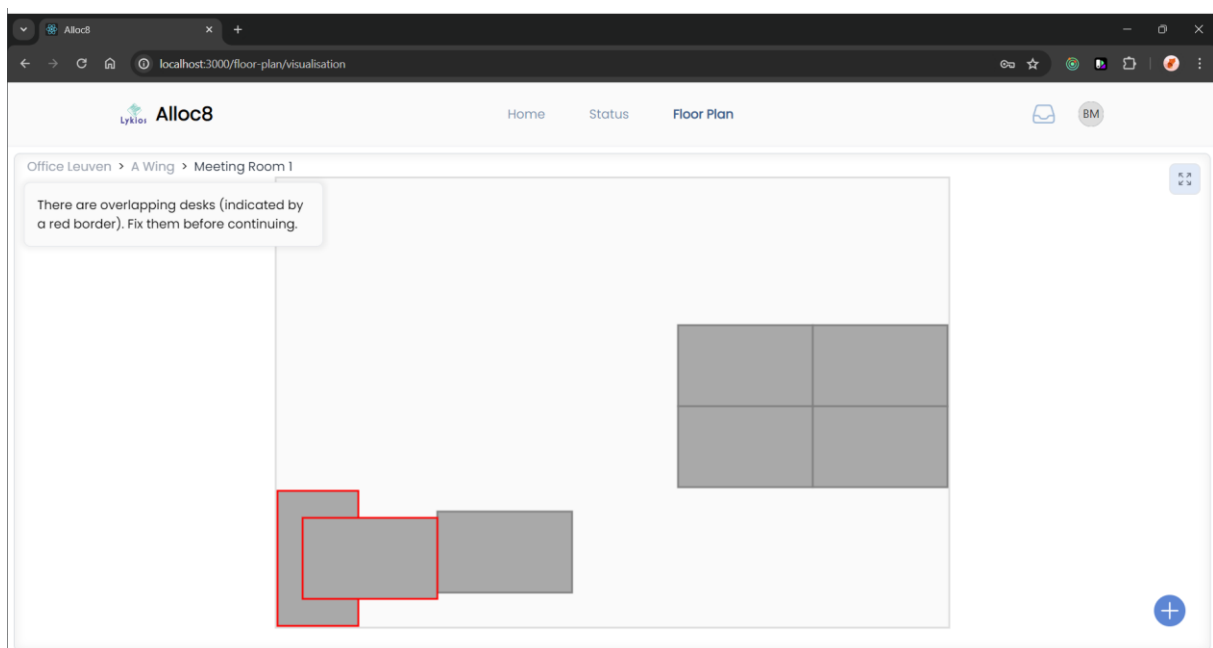 Alloc8
localhost:3000/floor-plan/visualisation
Lykios Alloc8 Home Status Floor Plan BM
Office Leuven > A Wing > Meeting Room 1
There are overlapping desks (indicated by
a red border). Fix them before continuing.